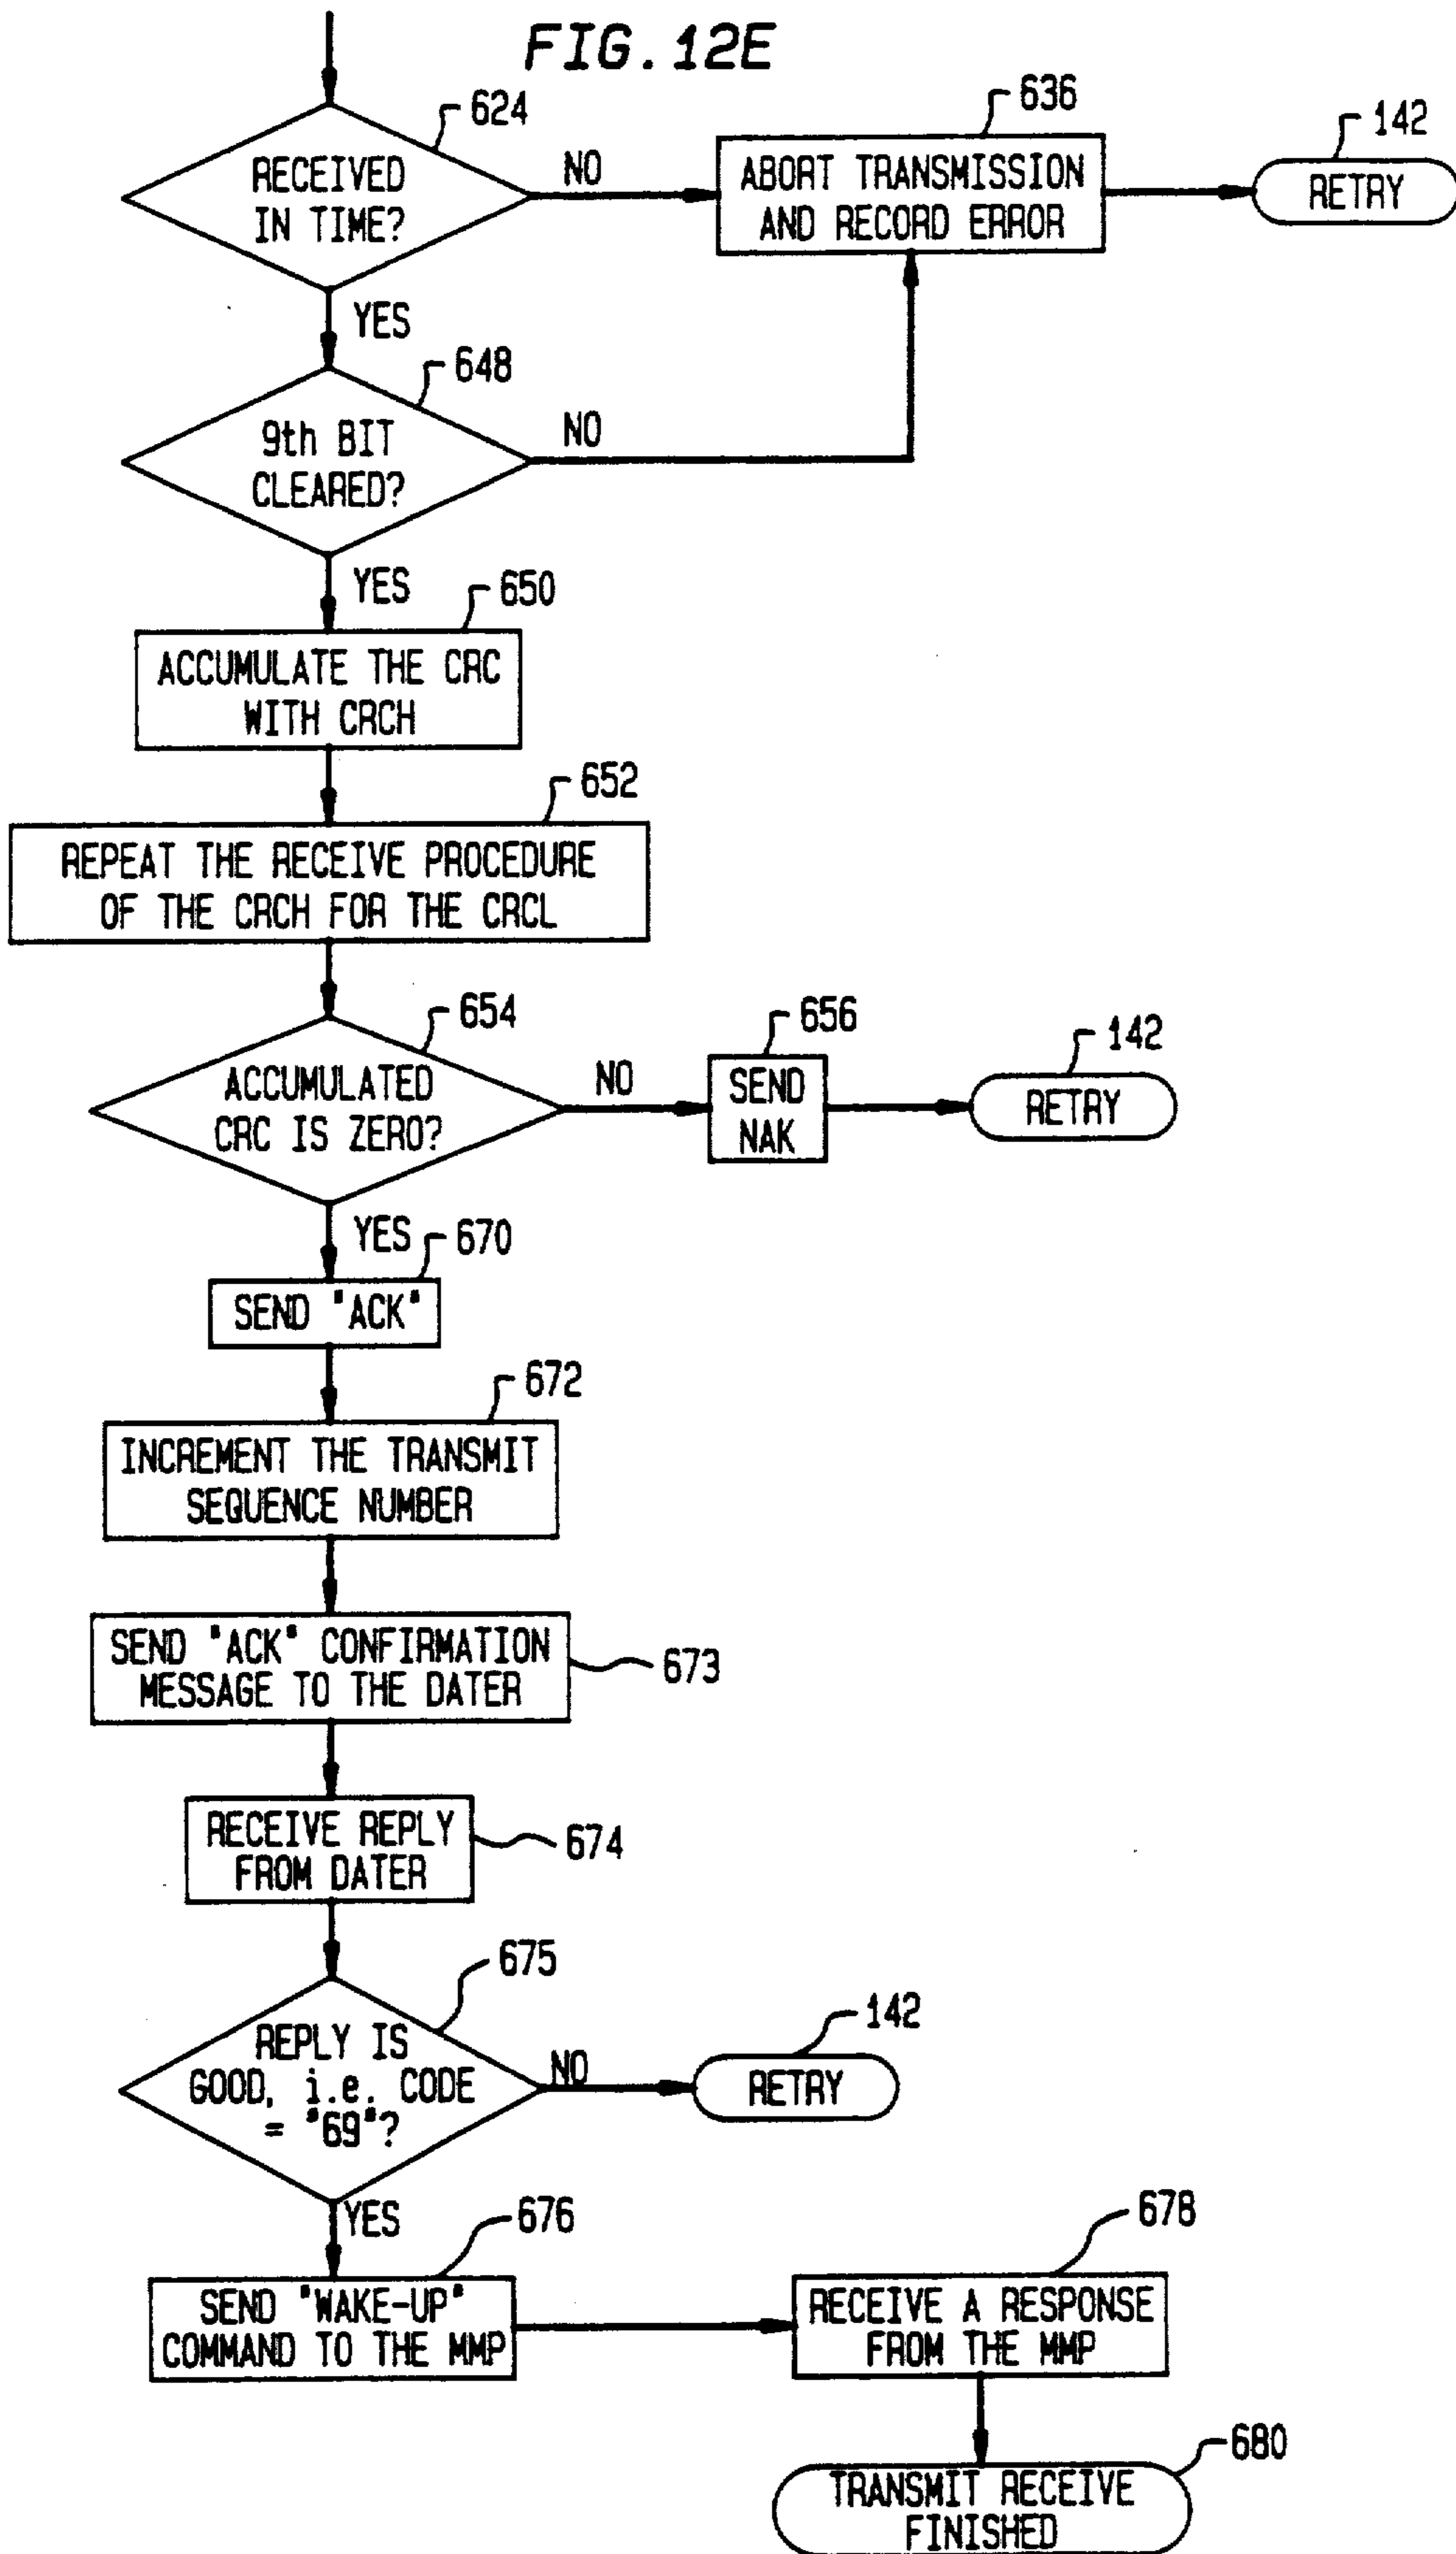 FIG. 12E
624
RECEIVED
IN TIME?
NO
636
ABORT TRANSMISSION
AND RECORD ERROR
142
RETRY
YES
648
9th BIT
CLEARED?
NO
YES
650
ACCUMULATE THE CRC
WITH CRCH
652
REPEAT THE RECEIVE PROCEDURE
OF THE CRCH FOR THE CRCL
654
ACCUMULATED
CRC IS ZERO?
NO
656
SEND
NAK
142
RETRY
YES
670
SEND "ACK"
672
INCREMENT THE TRANSMIT
SEQUENCE NUMBER
SEND "ACK" CONFIRMATION
MESSAGE TO THE DATER
673
RECEIVE REPLY
FROM DATER
674
675
REPLY IS
GOOD, i.e. CODE
= "69"?
NO
142
RETRY
YES
676
SEND "WAKE-UP"
COMMAND TO THE MMP
678
RECEIVE A RESPONSE
FROM THE MMP
680
TRANSMIT RECEIVE
FINISHED